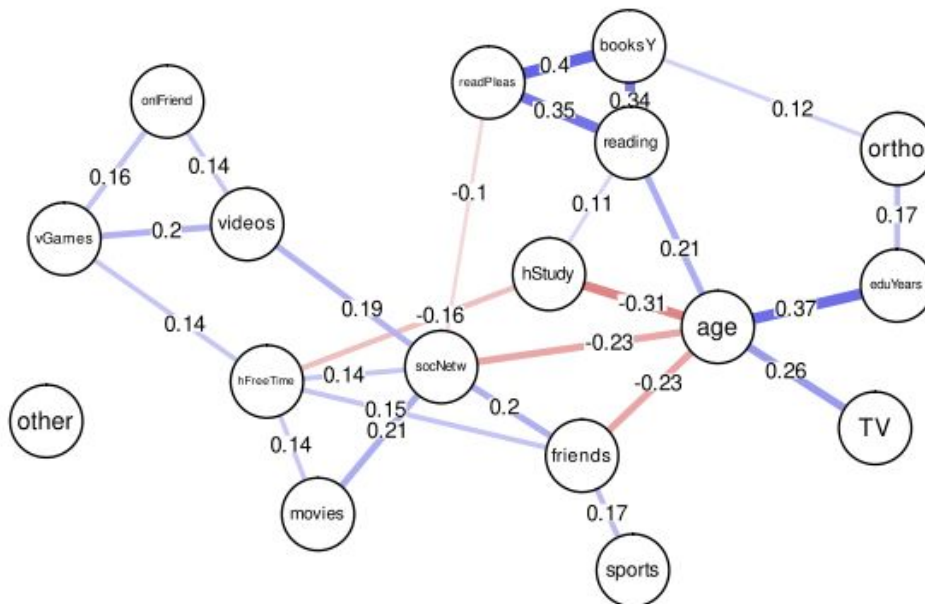 booksY
readPleas
0.4
onlFriend
0.35
0.34
0.12
reading
ortho
0.16
0.14
-0.1
0.11
0.17
vGames
0.2
videos
0.21
hStudy
eduYears
0.19
-0.31
0.37
age
0.14
-0.16
-0.23
socNetw
hFreeTime
0.14
-0.23
0.26
other
0.15
0.2
0.21
TV
0.14
friends
movies
0.17
sports